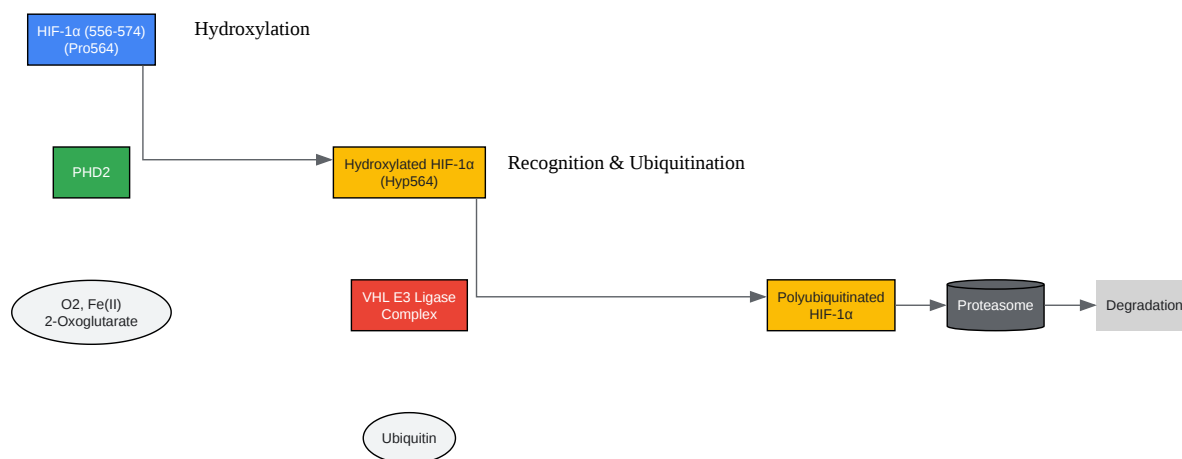 HIF-1α (556-574)
(Pro564)
Hydroxylation
PHD2
Hydroxylated HIF-1α
(Hyp564)
Recognition & Ubiquitination
O2, Fe(II)
2-Oxoglutarate
VHL E3 Ligase
Complex
Polyubiquitinated
HIF-1α
Proteasome
Degradation
Ubiquitin